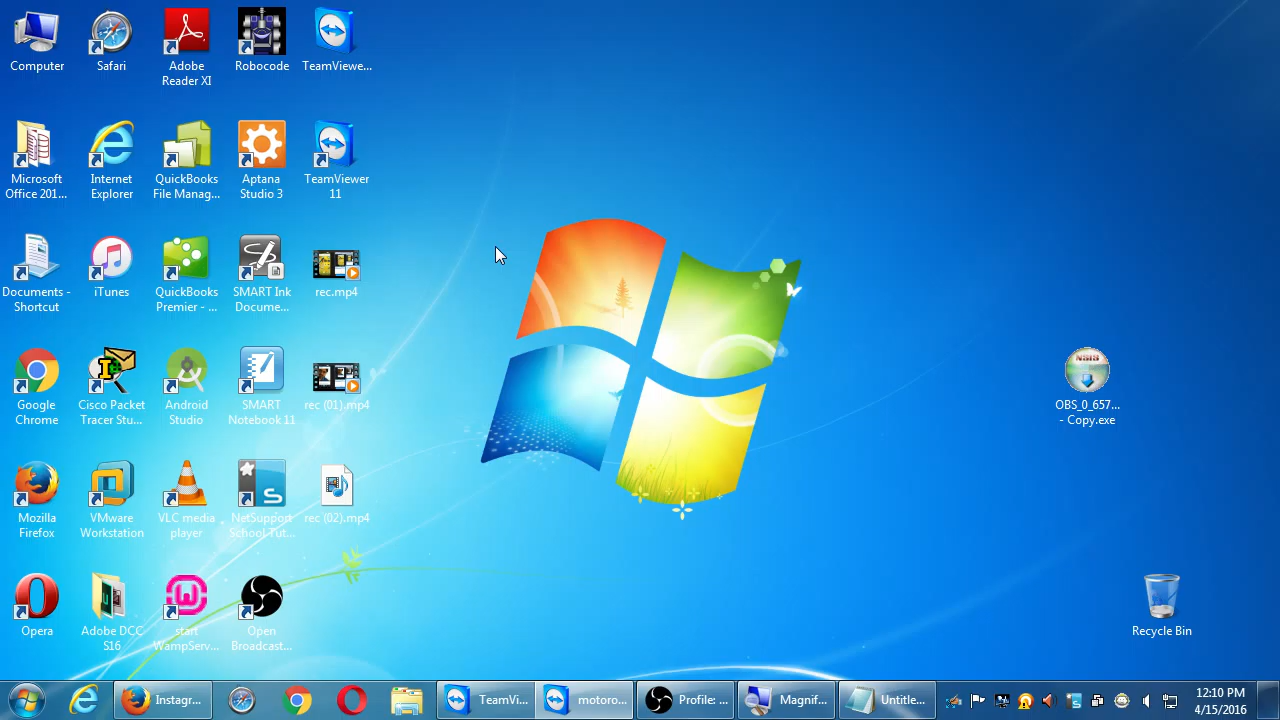 Computer
Safari
Adobe
Reader XI
Robocode
TeamViewe...
Microsoft
Office 201...
Internet
Explorer
QuickBooks
File Manag...
Aptana
Studio 3
TeamViewer
11
Documents -
Shortcut
iTunes
QuickBooks
Premier - ...
SMART Ink
Docume...
rec.mp4
Google
Chrome
Cisco Packet
Tracer Stu...
Android
Studio
SMART
Notebook 11
rec (01).mp4
NSIS
OBS_0_657...
- Copy.exe
Mozilla
Firefox
VMware
Workstation
VLC media
player
NetSupport
School Tut...
rec (02).mp4
Opera
Adobe DCC
S16
start
WampServ...
Open
Broadcast...
Recycle Bin
Instagr...
TeamVi...
motoro...
Profile: ...
Magnif...
Untitle...
12:10 PM
4/15/2016